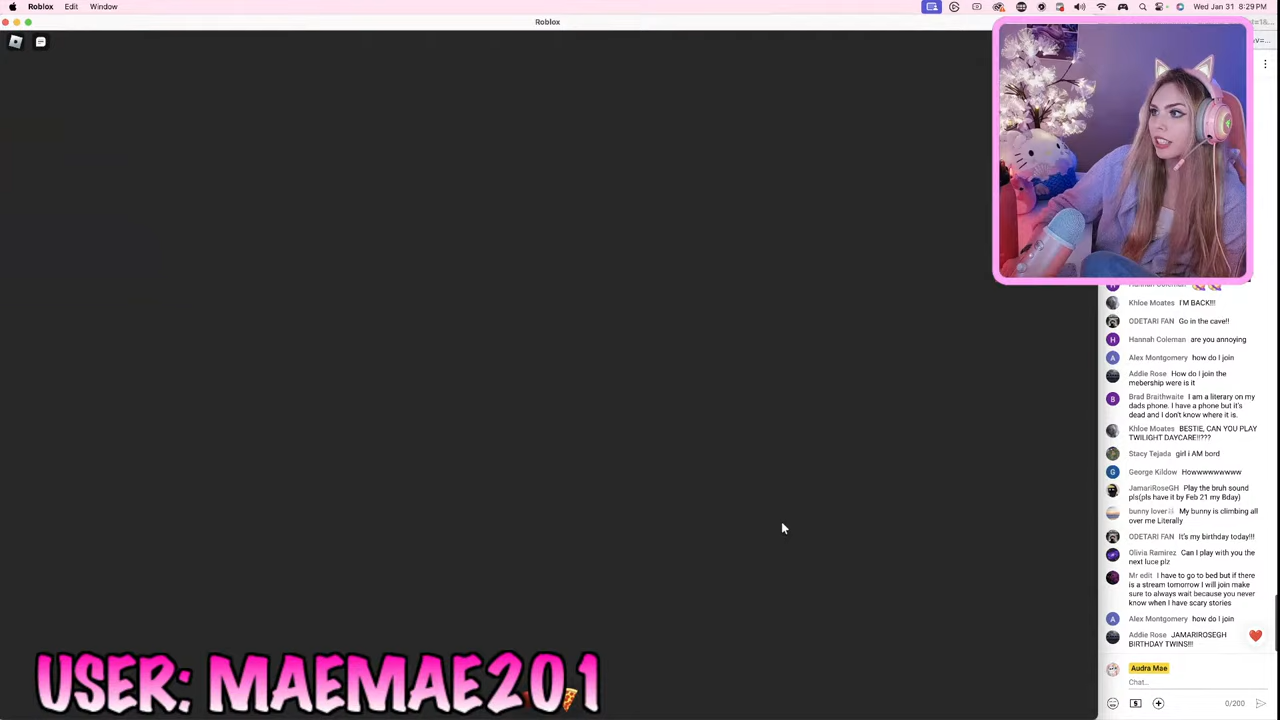 Roblox Edit Window
Wed Jan 31 8:29 PM
Roblox
Khloe Moates I'M BACK!!!
ODETARI FAN Go in the cave!!
Hannah Coleman are you annoying
Alex Montgomery how do I join
Addie Rose How do I join the
mebership were is it
Brad Braithwaite I am a literary on my
dads phone. I have a phone but it's
dead and I don't know where it is.
Khloe Moates BESTIE, CAN YOU PLAY
TWILIGHT DAYCARE!!???
Stacy Tejada girl i AM bord
George Kildow Howwwwwwwww
JamariRoseGH Play the bruh sound
pls(pls have it by Feb 21 my Bday)
bunny lover My bunny is climbing all
over me Literally
ODETARI FAN It's my birthday today!!!
Olivia Ramirez Can I play with you the
next luce plz
Mr edit I have to go to bed but if there
is a stream tomorrow I will join make
sure to always wait because you never
know when I have scary stories
Alex Montgomery how do I join
Addie Rose JAMARIROSEGH
BIRTHDAY TWINS!!!
Audra Mae
Chat...
0/200
USER: MAEMAE20,1